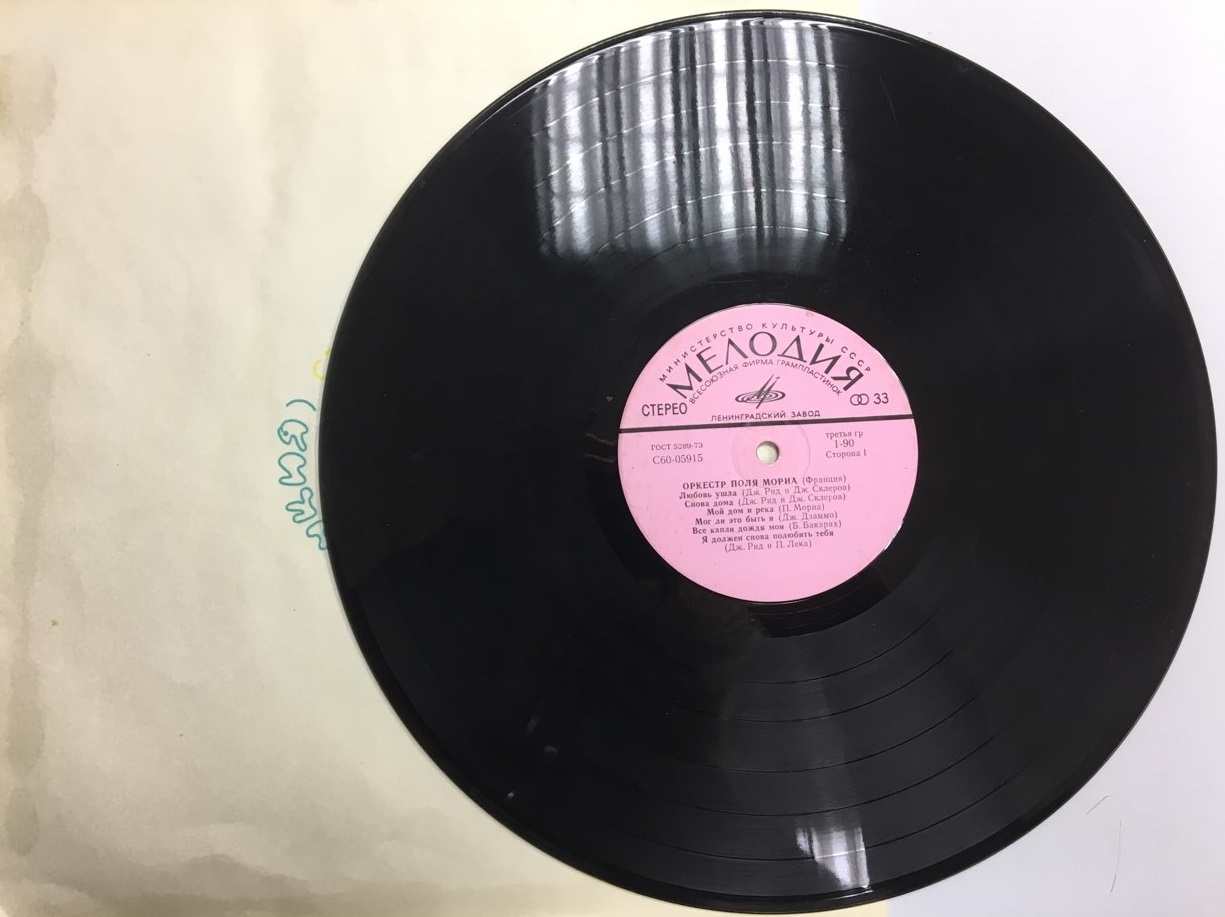 МИНИСТЕРСТВО КУЛЬТУРЫ СССР
МЕЛОДИЯ
ВСЕСОЮЗНАЯ ФИРМА ГРАМПЛАСТИНОК
СТЕРЕО
33
ЛЕНИНГРАДСКИЙ ЗАВОД
ГОСТ 5289-73
С60-05915
третья гр
1-90
Сторона 1
ОРКЕСТР ПОЛЯ МОРИА (Франция)
Любовь ушла (Дж. Рид и Дж. Склеров)
Снова дома (Дж. Рид и Дж. Склеров)
Мой дом и река (П. Мориа)
Мог ли это быть я (Дж. Дзаммо)
Все капли дождя мои (Б. Бакарах)
Я должен снова полюбить тебя
(Дж. Рид и П. Лека)